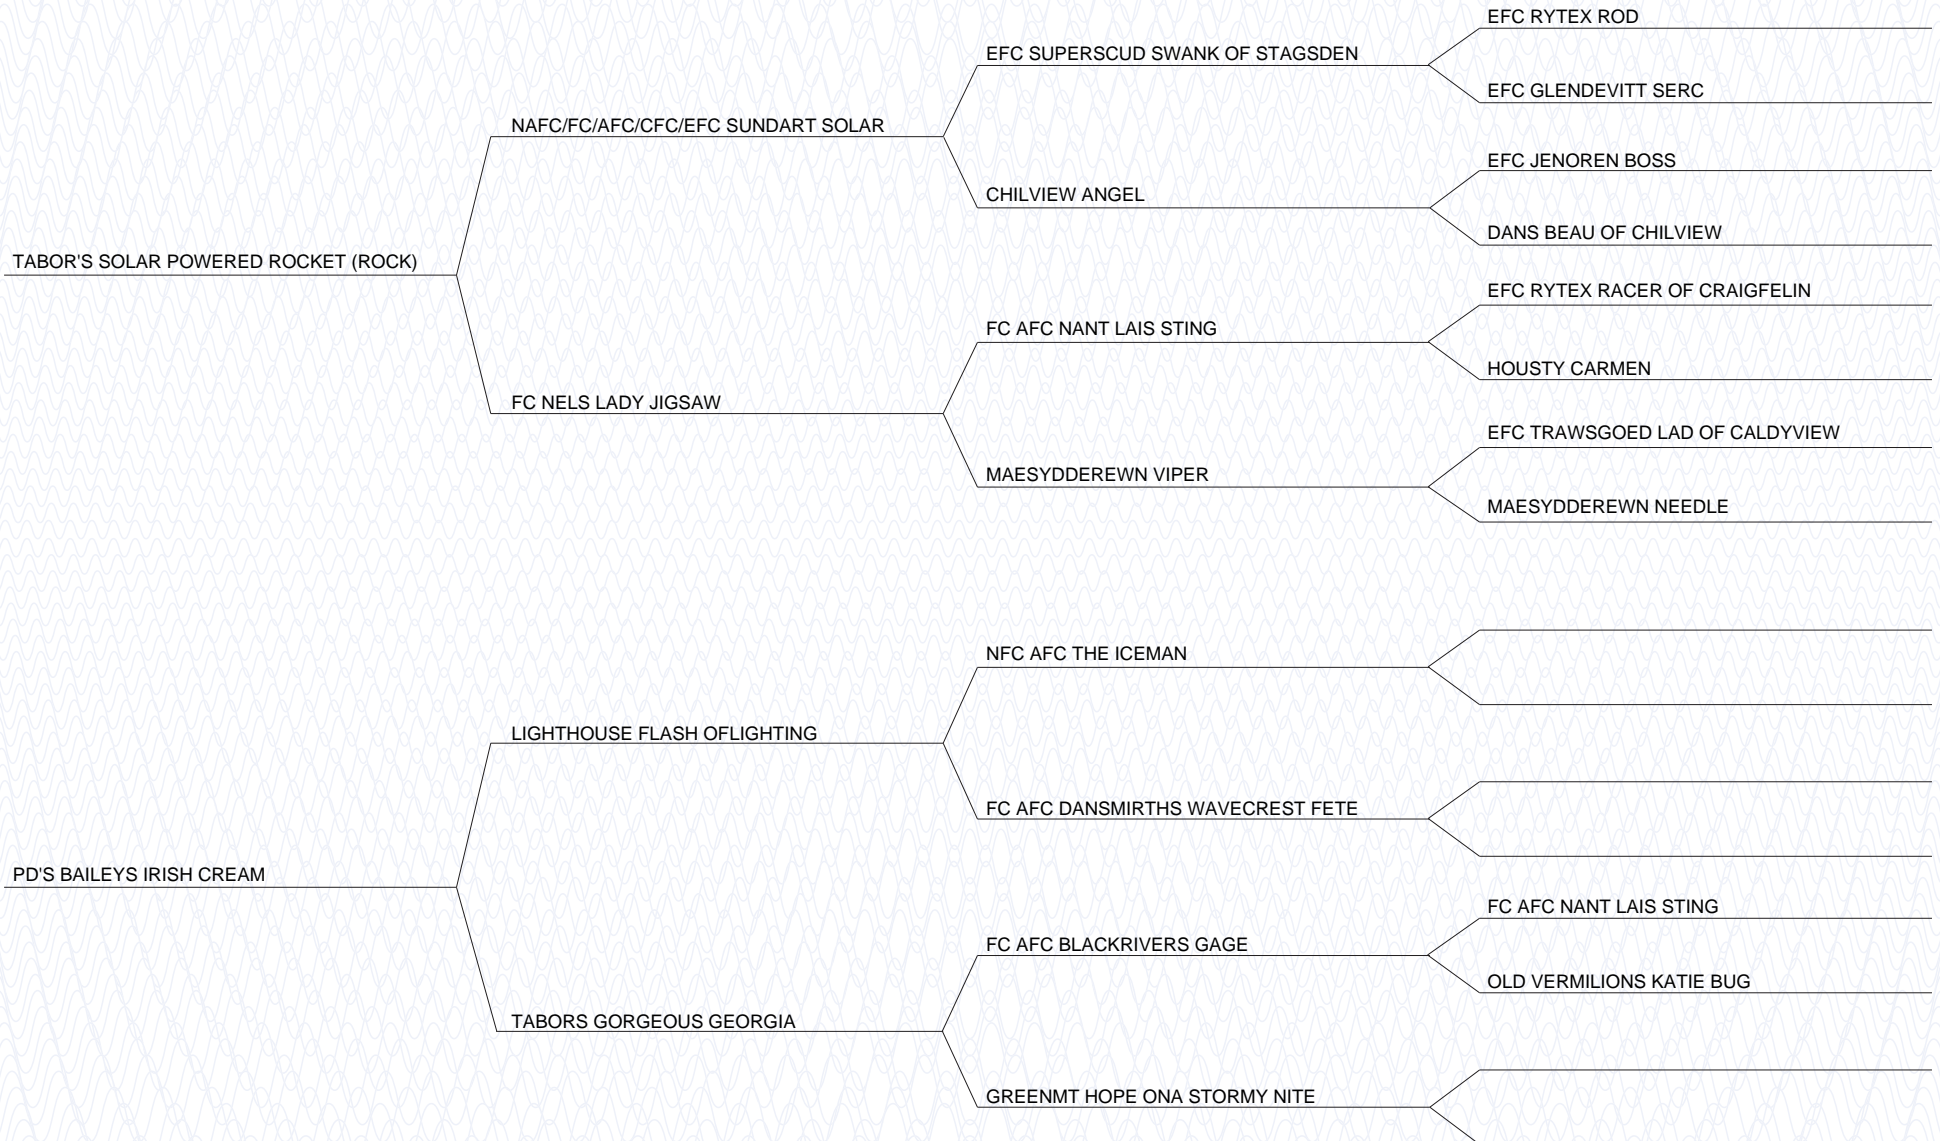 EFC RYTEX ROD
EFC SUPERSCUD SWANK OF STAGSDEN
EFC GLENDEVITT SERC
NAFC/FC/AFC/CFC/EFC SUNDART SOLAR
EFC JENOREN BOSS
CHILVIEW ANGEL
DANS BEAU OF CHILVIEW
TABOR'S SOLAR POWERED ROCKET (ROCK)
EFC RYTEX RACER OF CRAIGFELIN
FC AFC NANT LAIS STING
HOUSTY CARMEN
FC NELS LADY JIGSAW
EFC TRAWSGOED LAD OF CALDYVIEW
MAESYDDEREWN VIPER
MAESYDDEREWN NEEDLE
NFC AFC THE ICEMAN
LIGHTHOUSE FLASH OFLIGHTING
FC AFC DANSMIRTHS WAVECREST FETE
PD'S BAILEYS IRISH CREAM
FC AFC NANT LAIS STING
FC AFC BLACKRIVERS GAGE
OLD VERMILIONS KATIE BUG
TABORS GORGEOUS GEORGIA
GREENMT HOPE ONA STORMY NITE